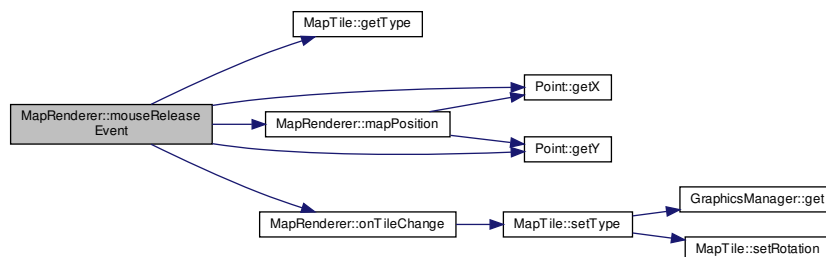 MapTile::getType
Point::getX
MapRenderer::mouseRelease
Event
MapRenderer::mapPosition
Point::getY
GraphicsManager::get
MapRenderer::onTileChange
MapTile::setType
MapTile::setRotation